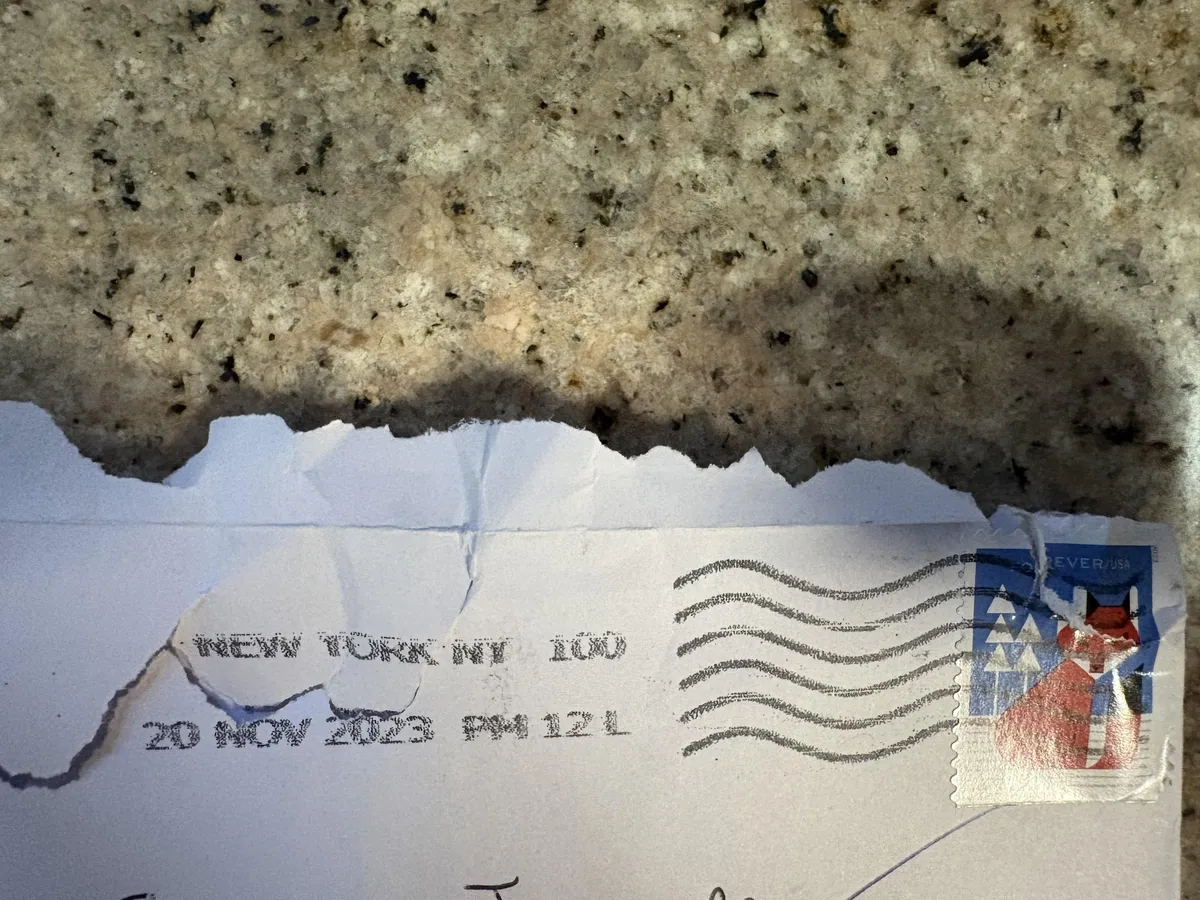 FOREVER/USA
NEW YORK NY 100
20 NOV 2023 PM 12 L